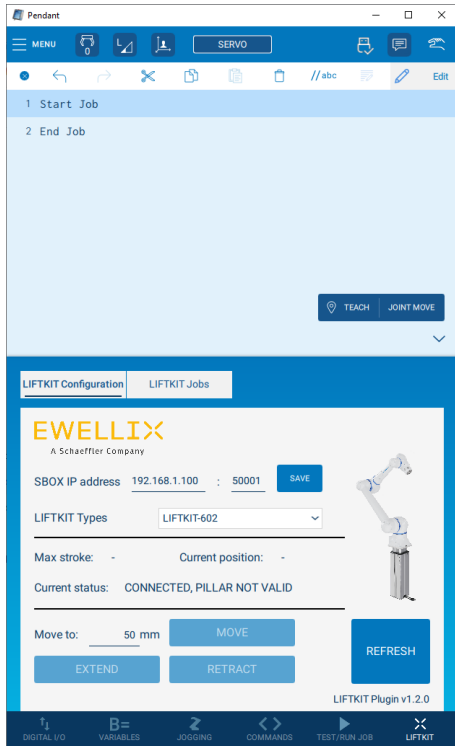 Pendant
MENU 0 SERVO
// abc Edit
1 Start Job
2 End Job
TEACH JOINT MOVE
LIFTKIT Configuration LIFTKIT Jobs
EWELLIX
A Schaeffler Company
SBOX IP address 192.168.1.100 : 50001 SAVE
LIFTKIT Types LIFTKIT-602
Max stroke: - Current position: -
Current status: CONNECTED, PILLAR NOT VALID
Move to: 50 mm MOVE
EXTEND RETRACT REFRESH
LIFTKIT Plugin v1.2.0
B=
DIGITAL I/O VARIABLES JOGGING COMMANDS TEST/RUN JOB LIFTKIT